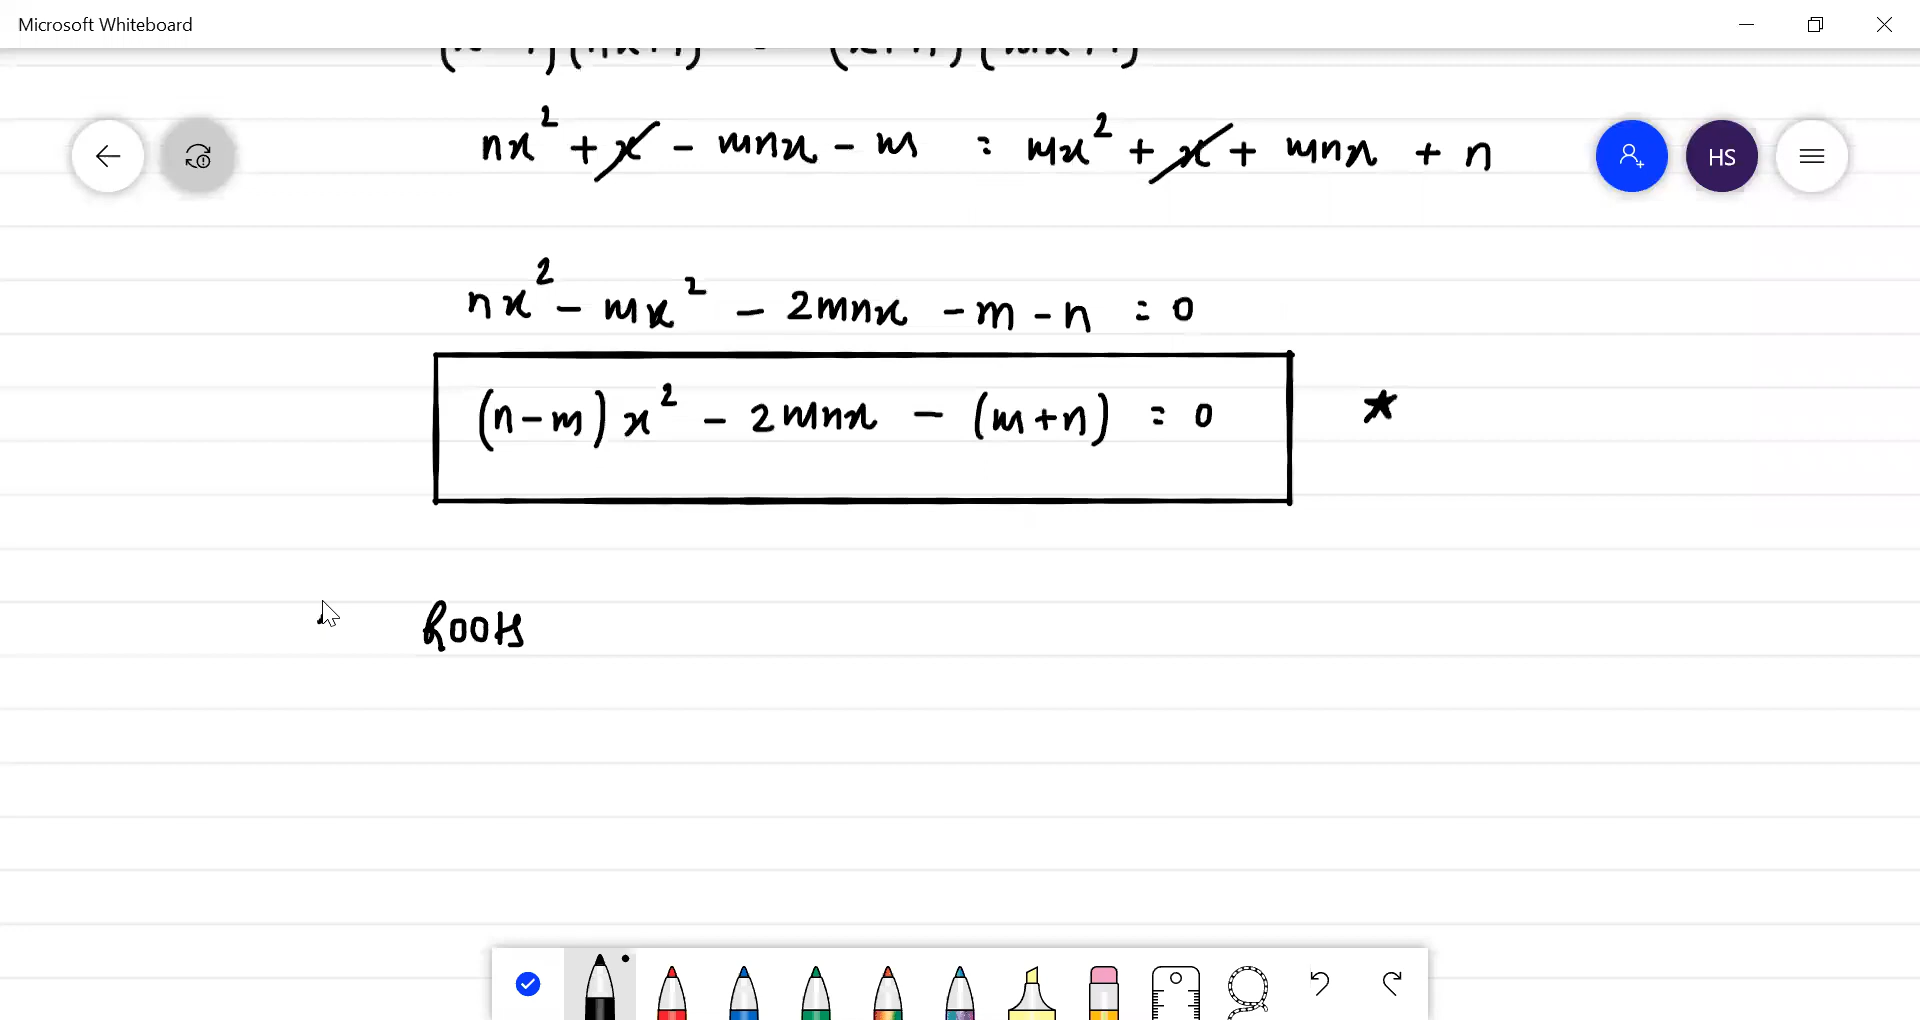 Microsoft Whiteboard
nx² + x - mnx - m = mx² + x + mnx + n
HS
nx² - mx² - 2mnx - m - n = 0
(n-m)x² - 2mnx - (m+n) = 0 ★
Roots